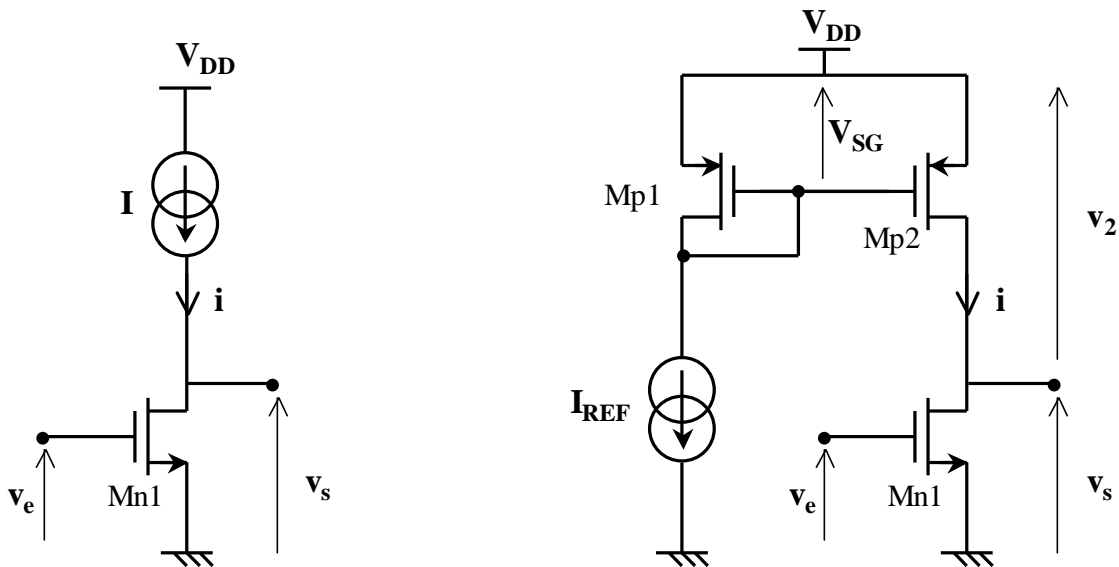 V_DD
I
i
Mn1
v_e
v_s
V_DD
V_SG
Mp1
Mp2
v_2
i
I_REF
v_e
Mn1
v_s